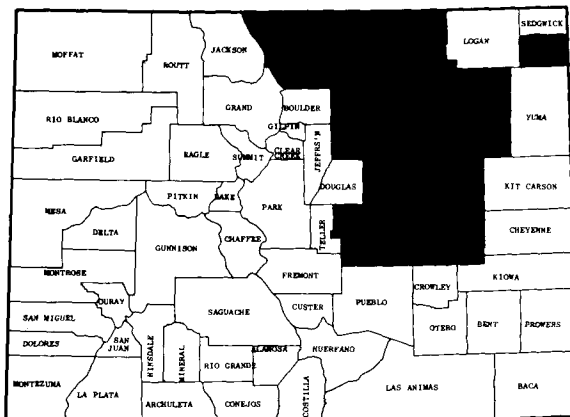 SEDGWICK
LOGAN
JACKSON
MOFFAT
ROUTT
GRAND
BOULDER
RIO BLANCO
YUMA
GILPIN
JEFFRS'N
GARFIELD
EAGLE
SUMMIT
CLEAR
CREEK
DOUGLAS
KIT CARSON
PITKIN
LAKE
PARK
MESA
TELLER
CHEYENNE
DELTA
GUNNISON
CHAFFEE
FREMONT
MONTROSE
KIOWA
CROWLEY
OURAY
PUEBLO
SAN MIGUEL
SAGUACHE
CUSTER
OTERO
BENT
PROWERS
DOLORES
SAN
JUAN
HINSDALE
MINERAL
RIO GRANDE
ALAMOSA
HUERFANO
MONTEZUMA
LA PLATA
ARCHULETA
CONEJOS
COSTILLA
LAS ANIMAS
BACA